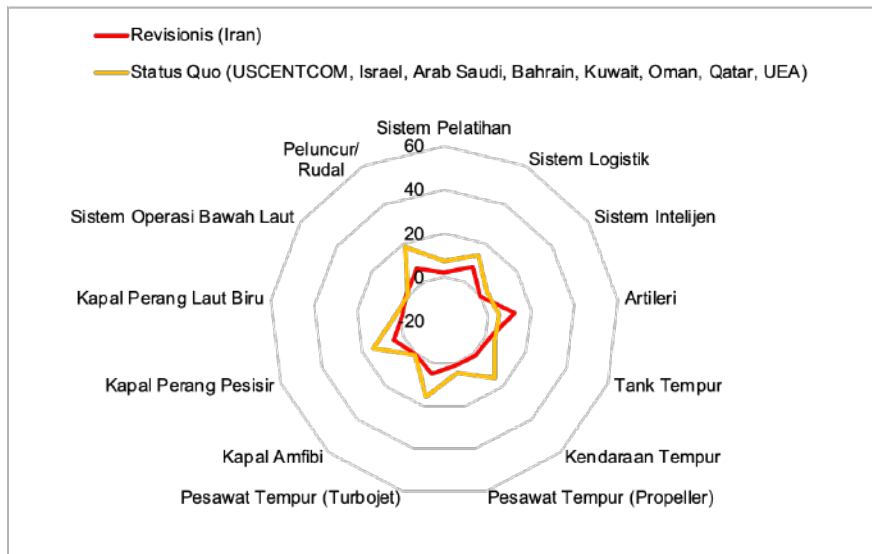 Revisionis (Iran)
Status Quo (USCENTCOM, Israel, Arab Saudi, Bahrain, Kuwait, Oman, Qatar, UEA)
Sistem Pelatihan
60
40
20
0
-20
Sistem Logistik
Sistem Intelijen
Artileri
Tank Tempur
Kendaraan Tempur
Pesawat Tempur (Propeller)
Pesawat Tempur (Turbojet)
Kapal Amfibi
Kapal Perang Pesisir
Kapal Perang Laut Biru
Sistem Operasi Bawah Laut
Peluncur/
Rudal